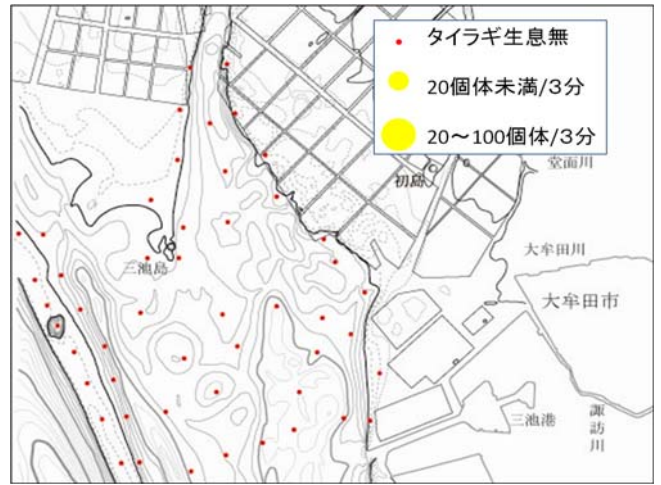 タイラギ生息無
20個体未満/3分
20～100個体/3分
初島
堂面川
大牟田川
三池島
大牟田市
三池港
諏訪川